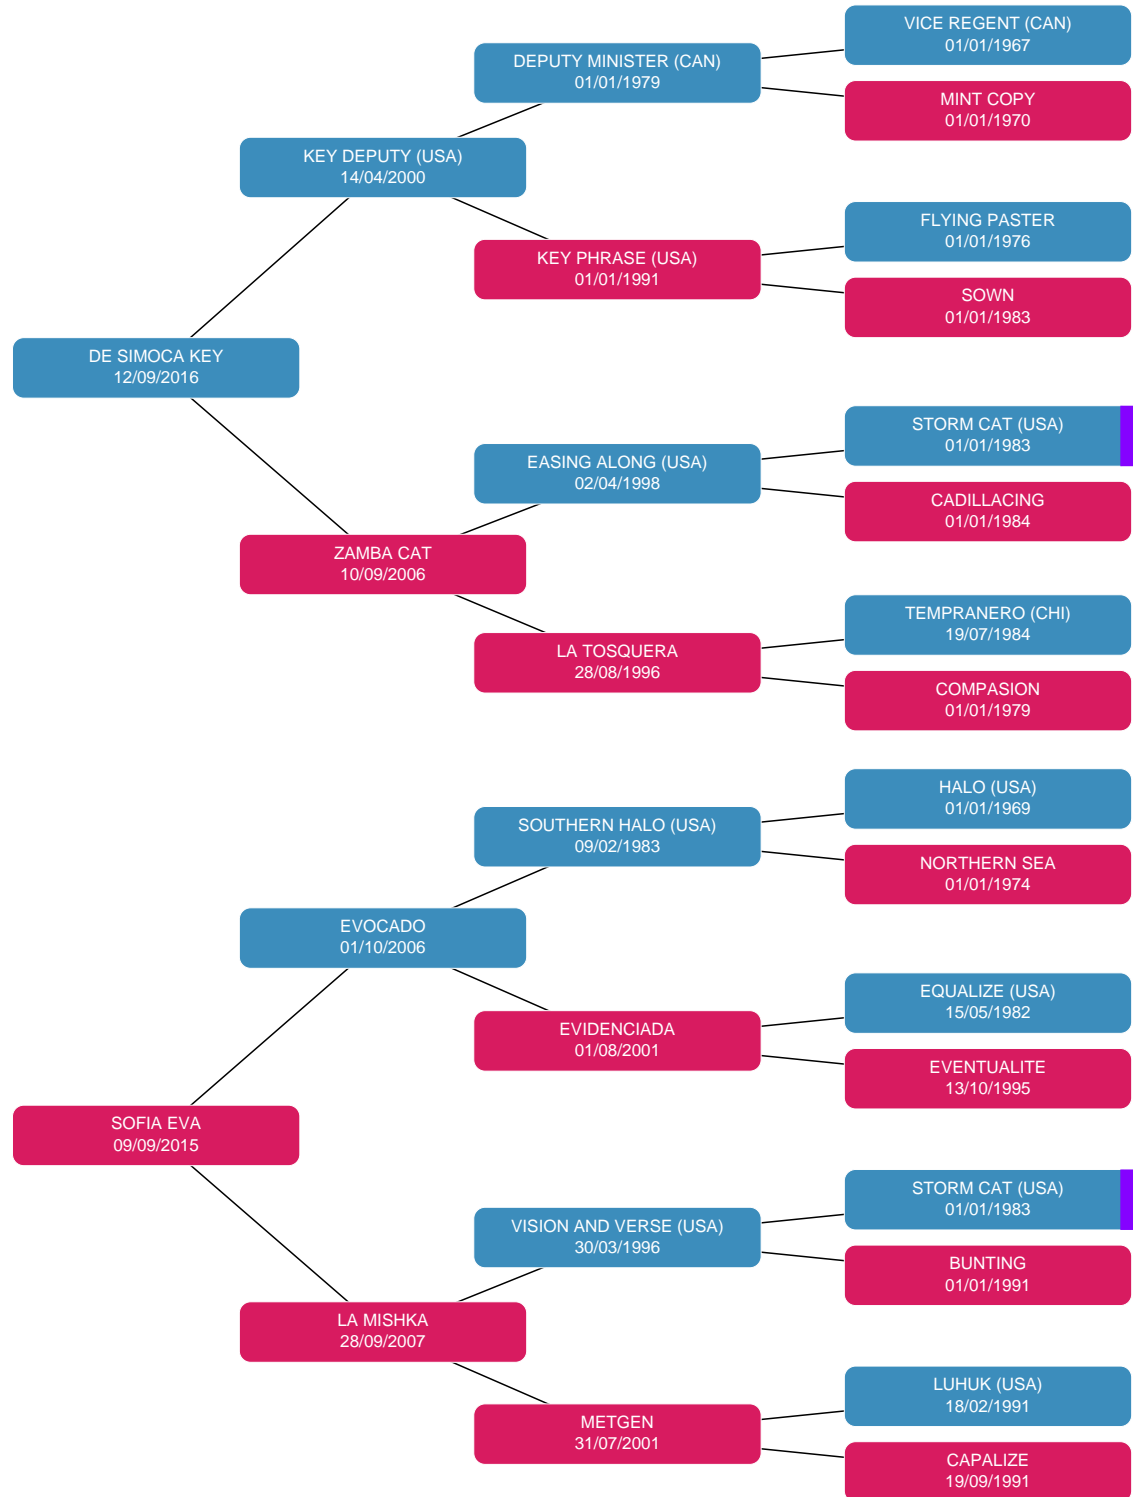 VICE REGENT (CAN)
01/01/1967
DEPUTY MINISTER (CAN)
01/01/1979
MINT COPY
01/01/1970
KEY DEPUTY (USA)
14/04/2000
FLYING PASTER
01/01/1976
KEY PHRASE (USA)
01/01/1991
SOWN
01/01/1983
DE SIMOCA KEY
12/09/2016
STORM CAT (USA)
01/01/1983
EASING ALONG (USA)
02/04/1998
CADILLACING
01/01/1984
ZAMBA CAT
10/09/2006
TEMPRANERO (CHI)
19/07/1984
LA TOSQUERA
28/08/1996
COMPASION
01/01/1979
HALO (USA)
01/01/1969
SOUTHERN HALO (USA)
09/02/1983
NORTHERN SEA
01/01/1974
EVOCADO
01/10/2006
EQUALIZE (USA)
15/05/1982
EVIDENCIADA
01/08/2001
EVENTUALITE
13/10/1995
SOFIA EVA
09/09/2015
STORM CAT (USA)
01/01/1983
VISION AND VERSE (USA)
30/03/1996
BUNTING
01/01/1991
LA MISHKA
28/09/2007
LUHUK (USA)
18/02/1991
METGEN
31/07/2001
CAPALIZE
19/09/1991